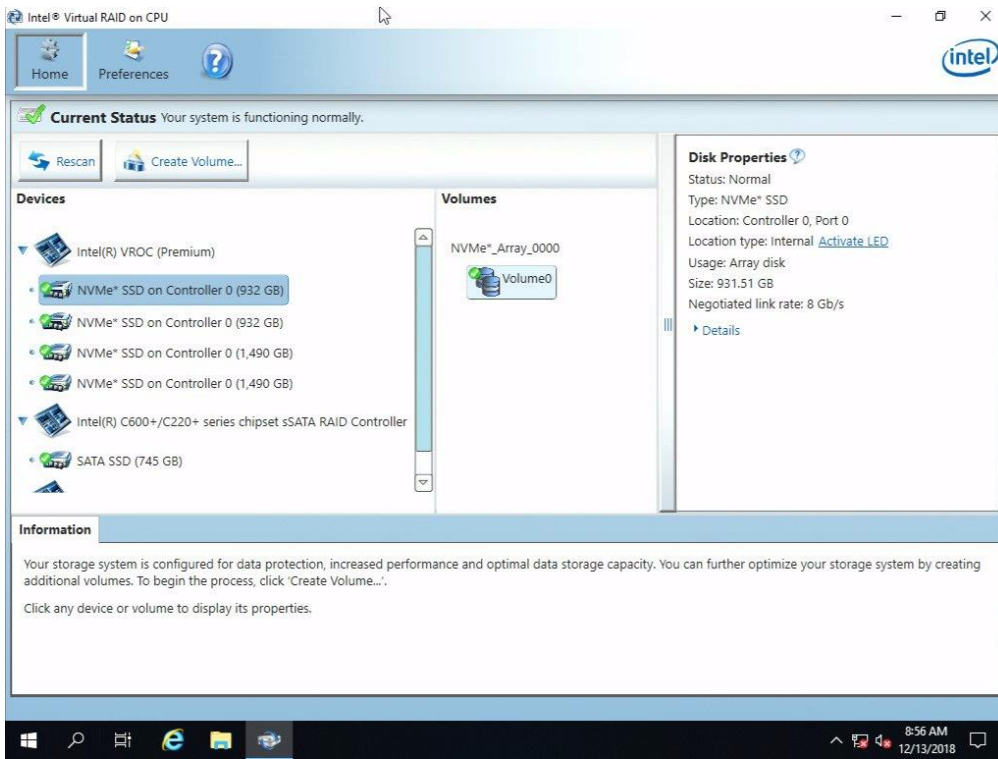 Intel® Virtual RAID on CPU
Home
Preferences
?
intel
Current Status Your system is functioning normally.
Rescan
Create Volume...
Devices
Intel(R) VROC (Premium)
NVMe* SSD on Controller 0 (932 GB)
NVMe* SSD on Controller 0 (932 GB)
NVMe* SSD on Controller 0 (1,490 GB)
NVMe* SSD on Controller 0 (1,490 GB)
Intel(R) C600+/C220+ series chipset sSATA RAID Controller
SATA SSD (745 GB)
Volumes
NVMe*_Array_0000
Volume0
Disk Properties ?
Status: Normal
Type: NVMe* SSD
Location: Controller 0, Port 0
Location type: Internal Activate LED
Usage: Array disk
Size: 931.51 GB
Negotiated link rate: 8 Gb/s
Details
Information
Your storage system is configured for data protection, increased performance and optimal data storage capacity. You can further optimize your storage system by creating
additional volumes. To begin the process, click 'Create Volume...'.
Click any device or volume to display its properties.
8:56 AM
12/13/2018